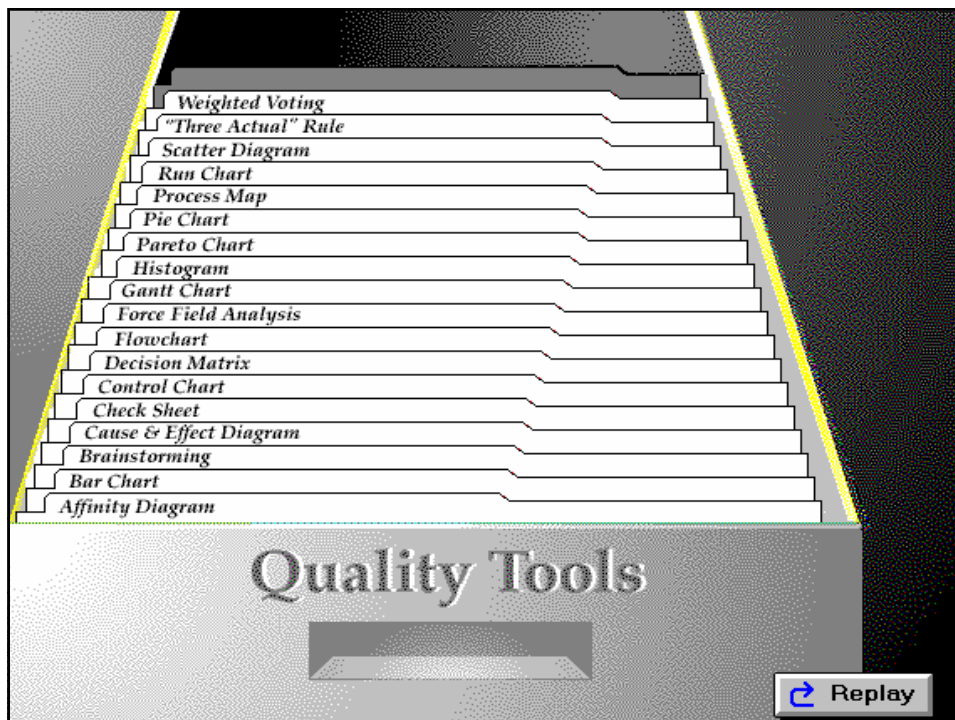 Weighted Voting
"Three Actual" Rule
Scatter Diagram
Run Chart
Process Map
Pie Chart
Pareto Chart
Histogram
Gantt Chart
Force Field Analysis
Flowchart
Decision Matrix
Control Chart
Check Sheet
Cause & Effect Diagram
Brainstorming
Bar Chart
Affinity Diagram
Quality Tools
Replay